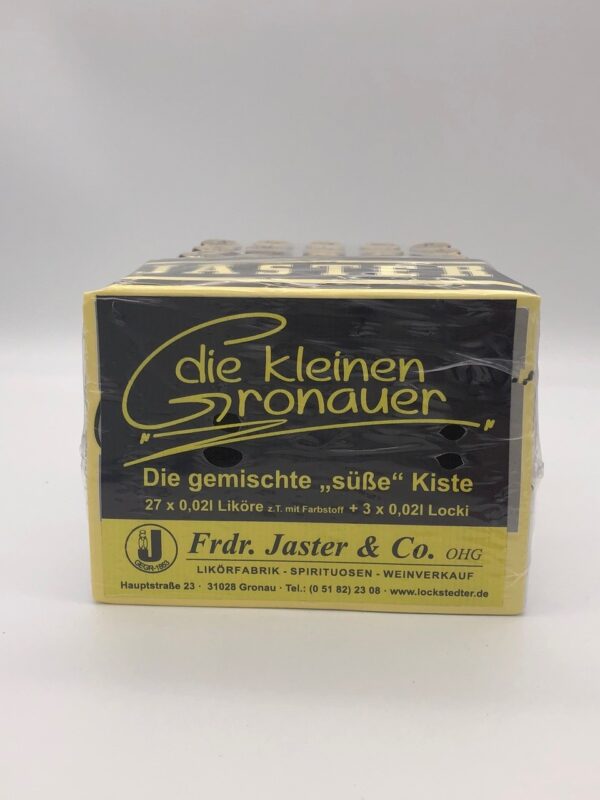 JASTER
die kleinen
Gronauer
Die gemischte „süße“ Kiste
27 x 0,02l Liköre z.T. mit Farbstoff + 3 x 0,02l Locki
J
GEGR.1863
Frdr. Jaster & Co. OHG
LIKÖRFABRIK - SPIRITUOSEN - WEINVERKAUF
Hauptstraße 23 · 31028 Gronau · Tel.: (0 51 82) 23 08 · www.lockstedter.de